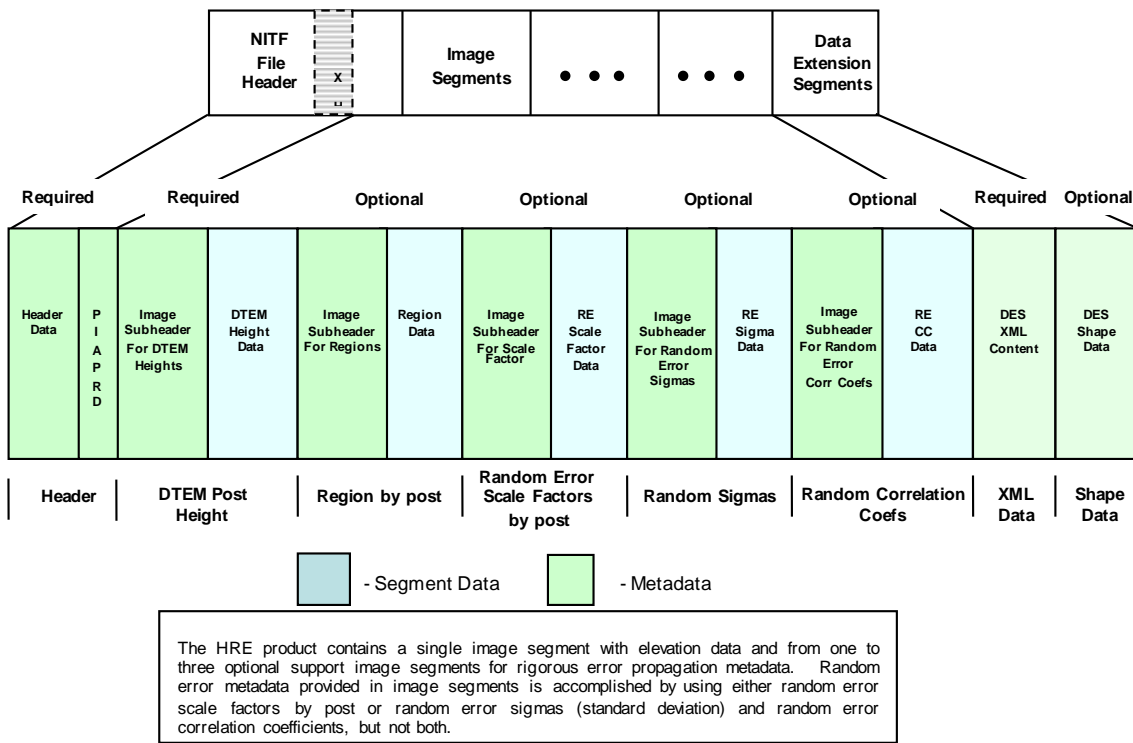 NITF
File
Header
x
Image
Segments
• • •
• • •
Data
Extension
Segments
Required
Required
Optional
Optional
Optional
Optional
Required
Optional
Header
Data
P
I
A
P
R
D
Image
Subheader
For DTEM
Heights
DTEM
Height
Data
Image
Subheader
For Regions
Region
Data
Image
Subheader
For Scale
Factor
RE
Scale
Factor
Data
Image
Subheader
For Random
Error
Sigmas
RE
Sigma
Data
Image
Subheader
For Random
Error
Corr Coefs
RE
CC
Data
DES
XML
Content
DES
Shape
Data
Header
DTEM Post
Height
Region by post
Random Error
Scale Factors
by post
Random Sigmas
Random Correlation
Coefs
XML
Data
Shape
Data
- Segment Data
- Metadada
The HRE product contains a single image segment with elevation data and from one to
three optional support image segments for rigorous error propagation metadata. Random
error metadata provided in image segments is accomplished by using either random error
scale factors by post or random error sigmas (standard deviation) and random error
correlation coefficients, but not both.